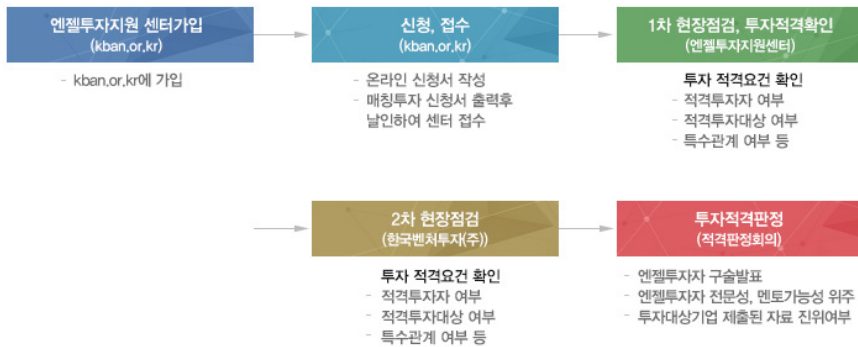 엔젤투자지원 센터가입
(kban.or.kr)
- kban.or.kr에 가입
신청, 접수
(kban.or.kr)
- 온라인 신청서 작성
- 매칭투자 신청서 출력후
날인하여 센터 접수
1차 현장점검, 투자적격확인
(엔젤투자지원센터)
투자 적격요건 확인
- 적격투자자 여부
- 적격투자대상 여부
- 특수관계 여부 등
2차 현장점검
(한국벤처투자(주))
투자 적격요건 확인
- 적격투자자 여부
- 적격투자대상 여부
- 특수관계 여부 등
투자적격판정
(적격판정회의)
- 엔젤투자자 구술발표
- 엔젤투자자 전문성, 멘토가능성 위주
- 투자대상기업 제출된 자료 진위여부